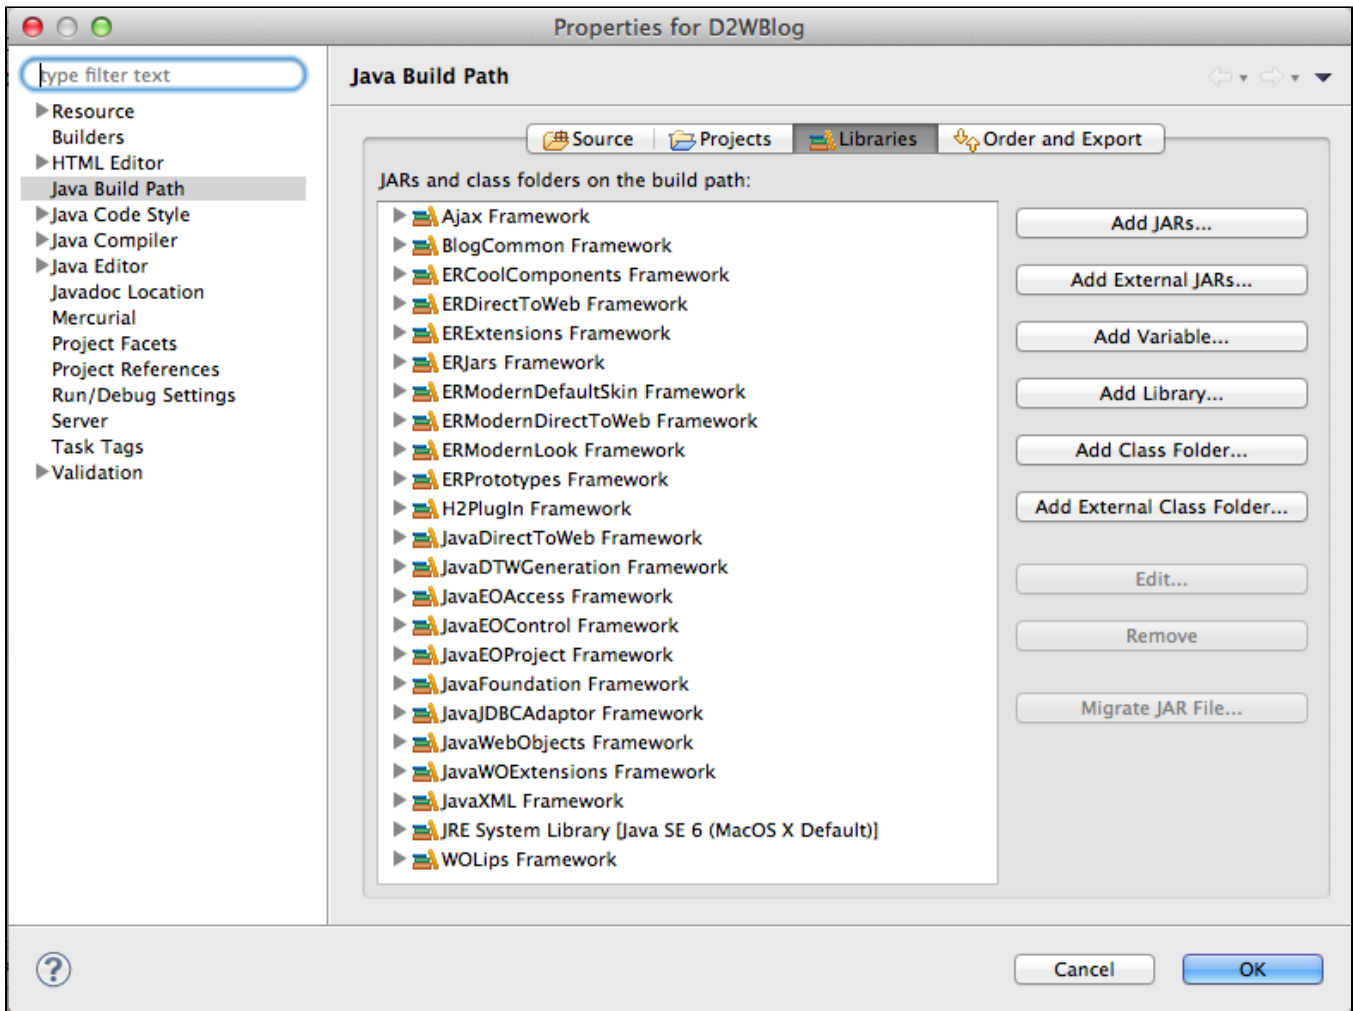 Properties for D2WBlog
type filter text
Resource
Builders
HTML Editor
Java Build Path
Java Code Style
Java Compiler
Java Editor
Javadoc Location
Mercurial
Project Facets
Project References
Run/Debug Settings
Server
Task Tags
Validation
Java Build Path
Source Projects Libraries Order and Export
JARs and class folders on the build path:
Ajax Framework
BlogCommon Framework
ERCoolComponents Framework
ERDirectToWeb Framework
ERExtensions Framework
ERJars Framework
ERModernDefaultSkin Framework
ERModernDirectToWeb Framework
ERModernLook Framework
ERPrototypes Framework
H2PlugIn Framework
JavaDirectToWeb Framework
JavaDTWGeneration Framework
JavaEOAccess Framework
JavaEOControl Framework
JavaEOProject Framework
JavaFoundation Framework
JavaJDBCAdaptor Framework
JavaWebObjects Framework
JavaWOExtensions Framework
JavaXML Framework
JRE System Library [Java SE 6 (MacOS X Default)]
WOLips Framework
Add JARs...
Add External JARs...
Add Variable...
Add Library...
Add Class Folder...
Add External Class Folder...
Edit...
Remove
Migrate JAR File...
?
Cancel
OK